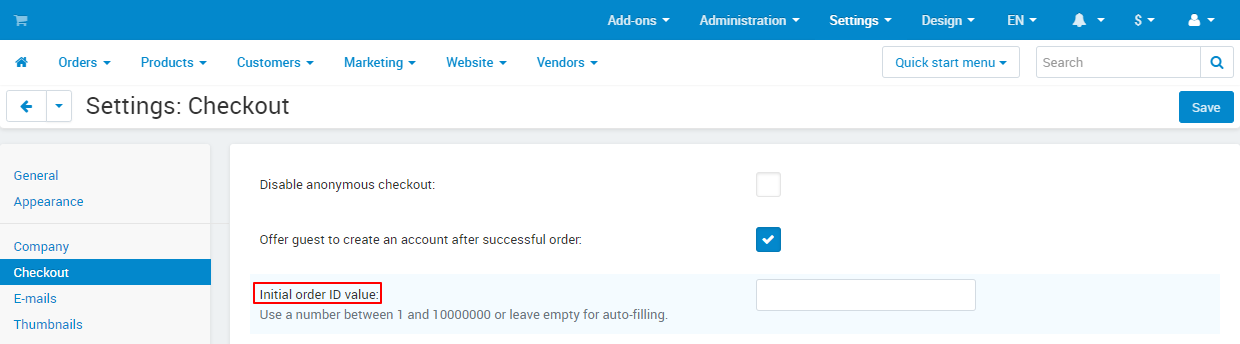 Add-ons Administration Settings Design EN $
Orders Products Customers Marketing Website Vendors Quick start menu Search
Settings: Checkout Save
General
Appearance
Company
Checkout
E-mails
Thumbnails
Disable anonymous checkout:
Offer guest to create an account after successful order:
Initial order ID value:
Use a number between 1 and 10000000 or leave empty for auto-filling.